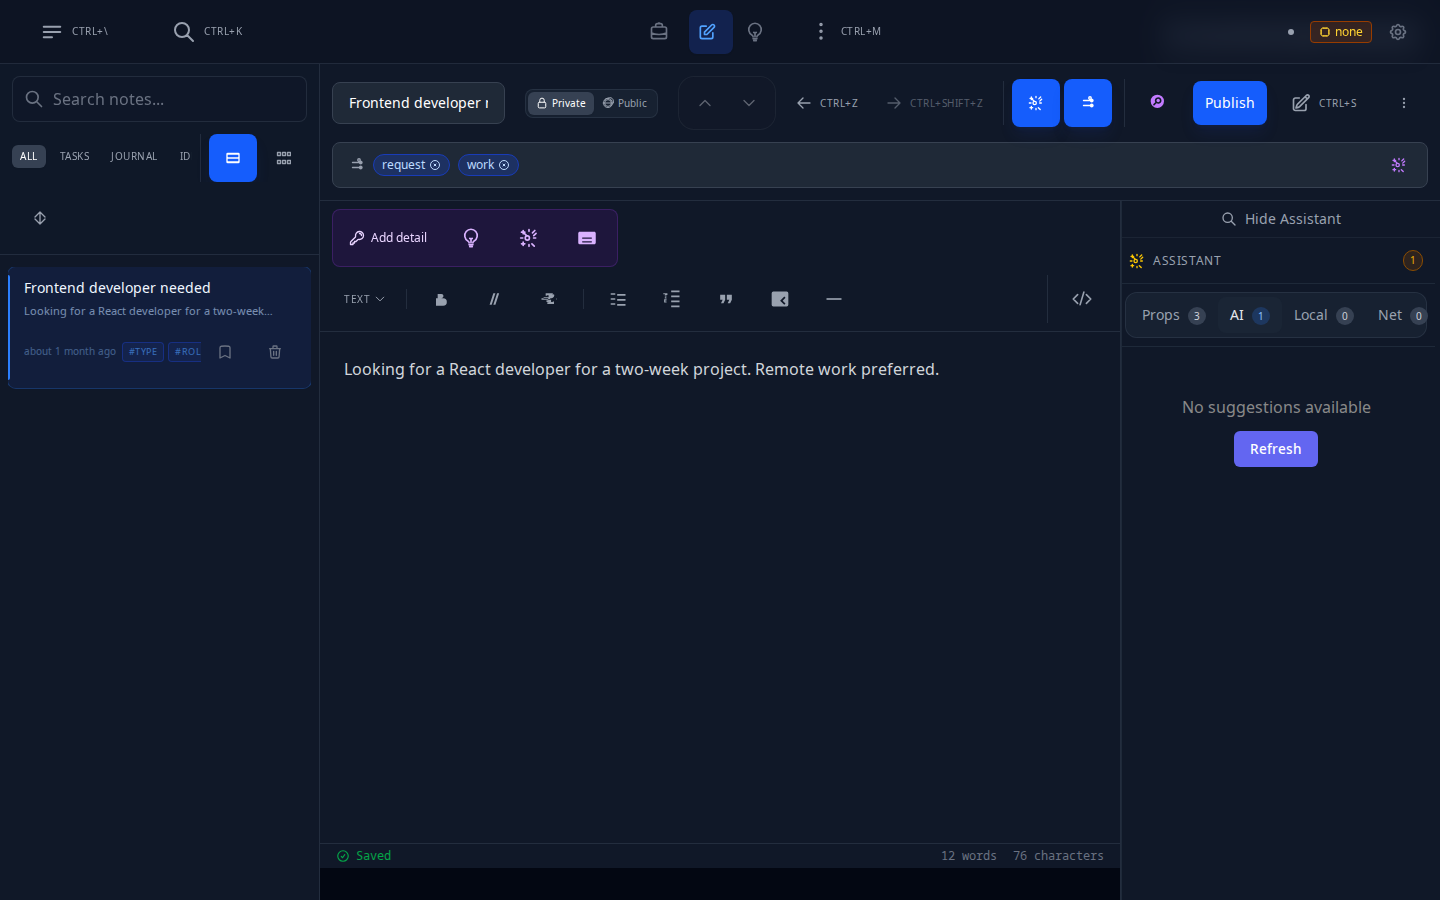 CTRL+\ CTRL+K CTRL+M none
Search notes...
ALL TASKS JOURNAL ID
Frontend developer needed
Looking for a React developer for a two-week...
about 1 month ago #TYPE #ROL
Frontend developer Private Public CTRL+Z CTRL+SHIFT+Z Publish CTRL+S
request work
Add detail
TEXT
Looking for a React developer for a two-week project. Remote work preferred.
Saved 12 words 76 characters
Hide Assistant
ASSISTANT 1
Props 3 AI 1 Local 0 Net 0
No suggestions available
Refresh